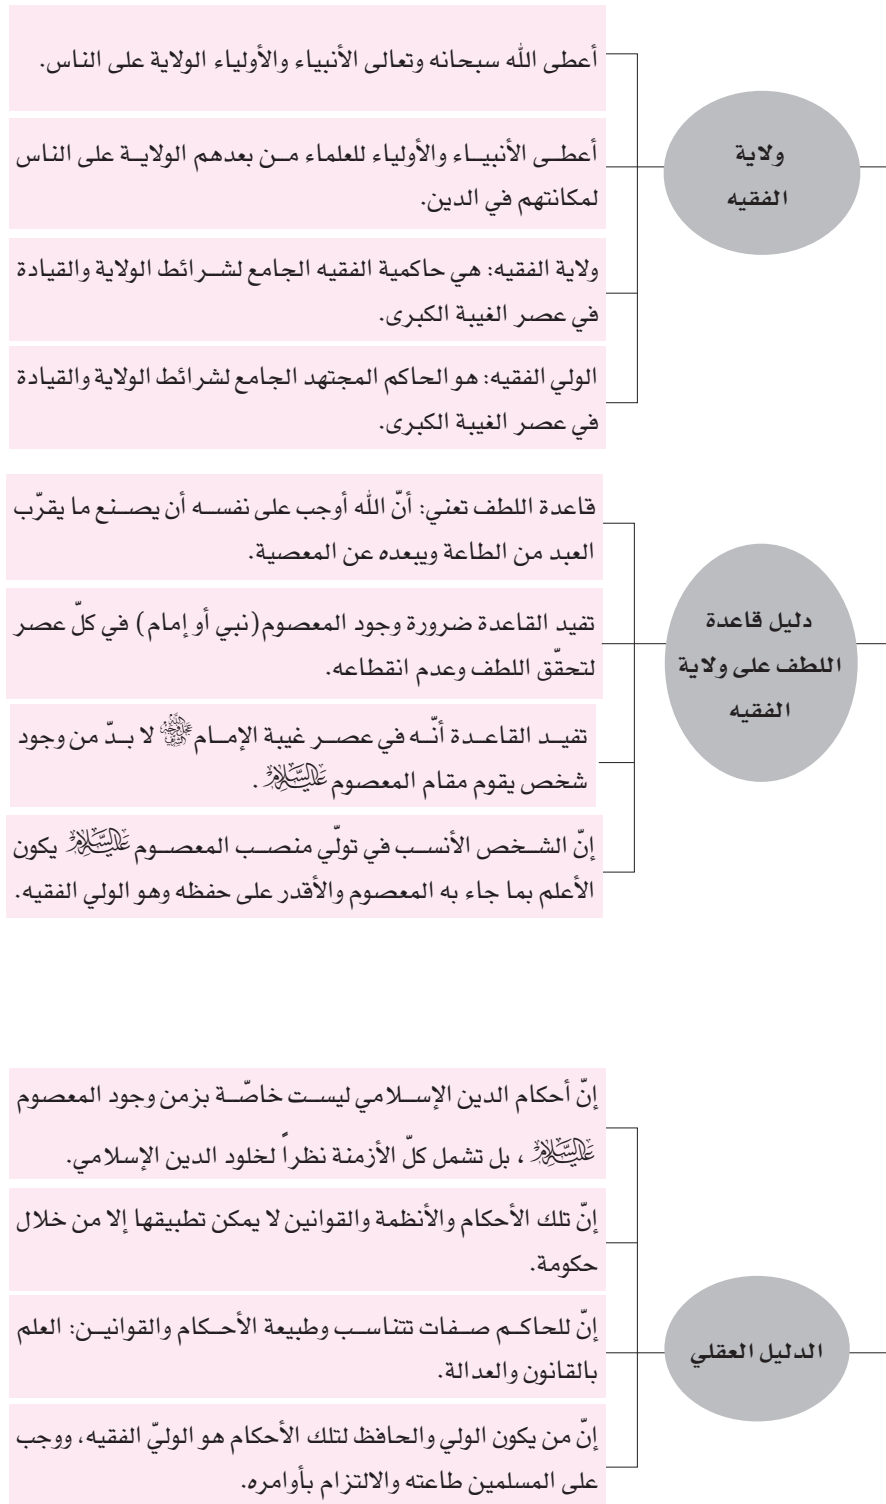 ولاية
الفقيه
أعطى الله سبحانه وتعالى الأنبياء والأولياء الولاية على الناس.
أعطى الأنبياء والأولياء للعلماء من بعدهم الولاية على الناس
لمكانتهم في الدين.
ولاية الفقيه: هي حاكمية الفقيه الجامع لشرائط الولاية والقيادة
في عصر الغيبة الكبرى.
الولي الفقيه: هو الحاكم المجتهد الجامع لشرائط الولاية والقيادة
في عصر الغيبة الكبرى.
دليل قاعدة
اللطف على ولاية
الفقيه
قاعدة اللطف تعني: أنّ الله أوجب على نفسه أن يصنع ما يقرّب
العبد من الطاعة ويبعده عن المعصية.
تفيد القاعدة ضرورة وجود المعصوم (نبي أو إمام) في كلّ عصر
لتحقّق اللطف وعدم انقطاعه.
تفيد القاعدة أنّه في عصر غيبة الإمام لا بدّ من وجود
شخص يقوم مقام المعصوم عليه السلام.
إنّ الشخص الأنسب في تولّي منصب المعصوم عليه السلام يكون
الأعلم بما جاء به المعصوم والأقدر على حفظه وهو الولي الفقيه.
الدليل العقلي
إنّ أحكام الدين الإسلامي ليست خاصّة بزمن وجود المعصوم
عليه السلام، بل تشمل كلّ الأزمنة نظراً لخلود الدين الإسلامي.
إنّ تلك الأحكام والأنظمة والقوانين لا يمكن تطبيقها إلا من خلال
حكومة.
إنّ للحاكم صفات تتناسب وطبيعة الأحكام والقوانين: العلم
بالقانون والعدالة.
إنّ من يكون الولي والحافظ لتلك الأحكام هو الوليّ الفقيه، ووجب
على المسلمين طاعته والالتزام بأوامره.